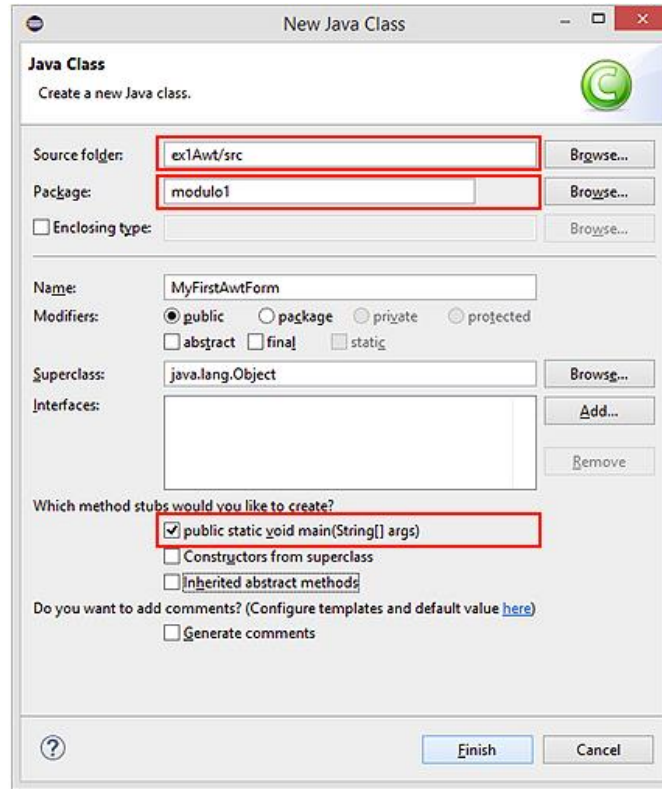 New Java Class
Java Class
Create a new Java class.
Source folder: ex1Awt/src Browse...
Package: modulo1 Browse...
Enclosing type: Browse...
Name: MyFirstAwtForm
Modifiers: public package private protected
abstract final static
Superclass: java.lang.Object Browse...
Interfaces: Add...
Remove
Which method stubs would you like to create?
public static void main(String[] args)
Constructors from superclass
Inherited abstract methods
Do you want to add comments? (Configure templates and default value here)
Generate comments
? Finish Cancel